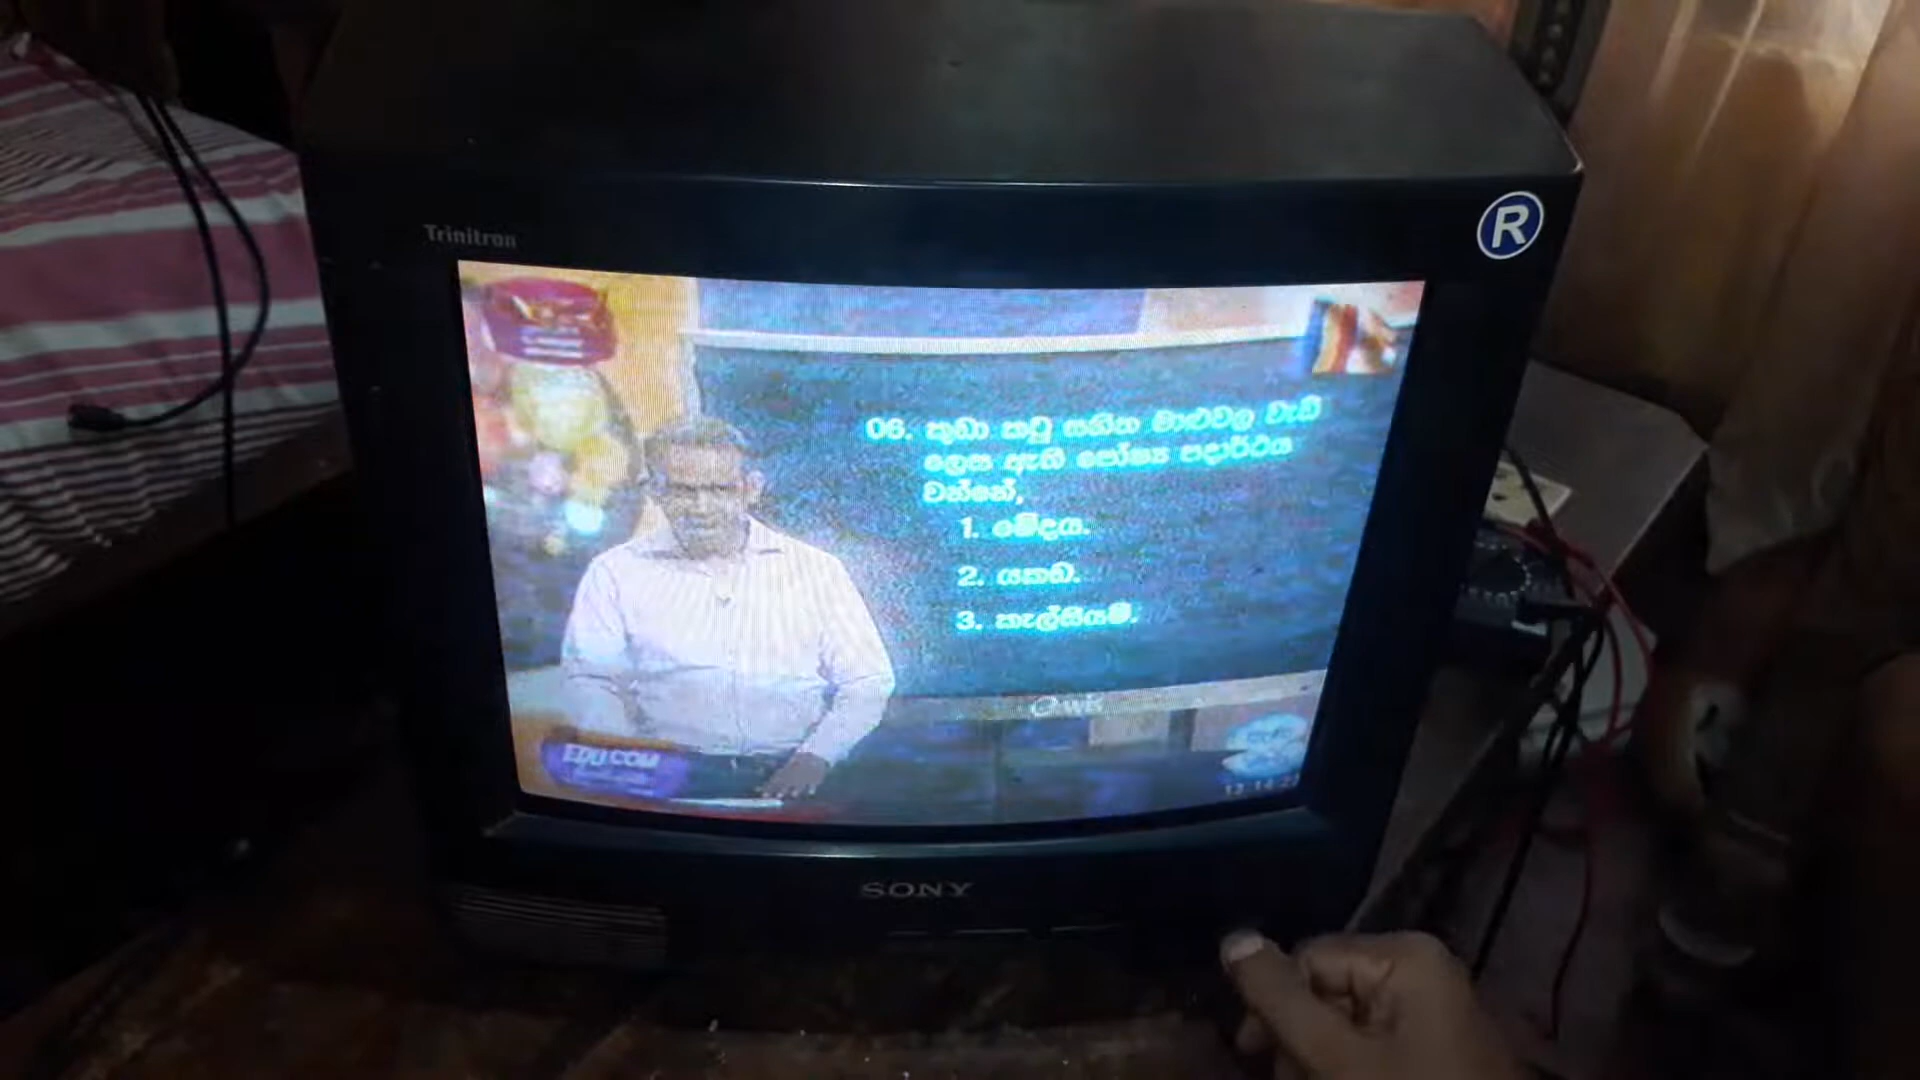 Trinitron
R
06. කුඩා කටු සහිත මාළුවල වැඩි
ලෙස ඇති පෝෂ්‍ය පදාර්ථය
වන්නේ,
1. මේදය.
2. යකඩ.
3. කැල්සියම්.
EDU.COM
SONY